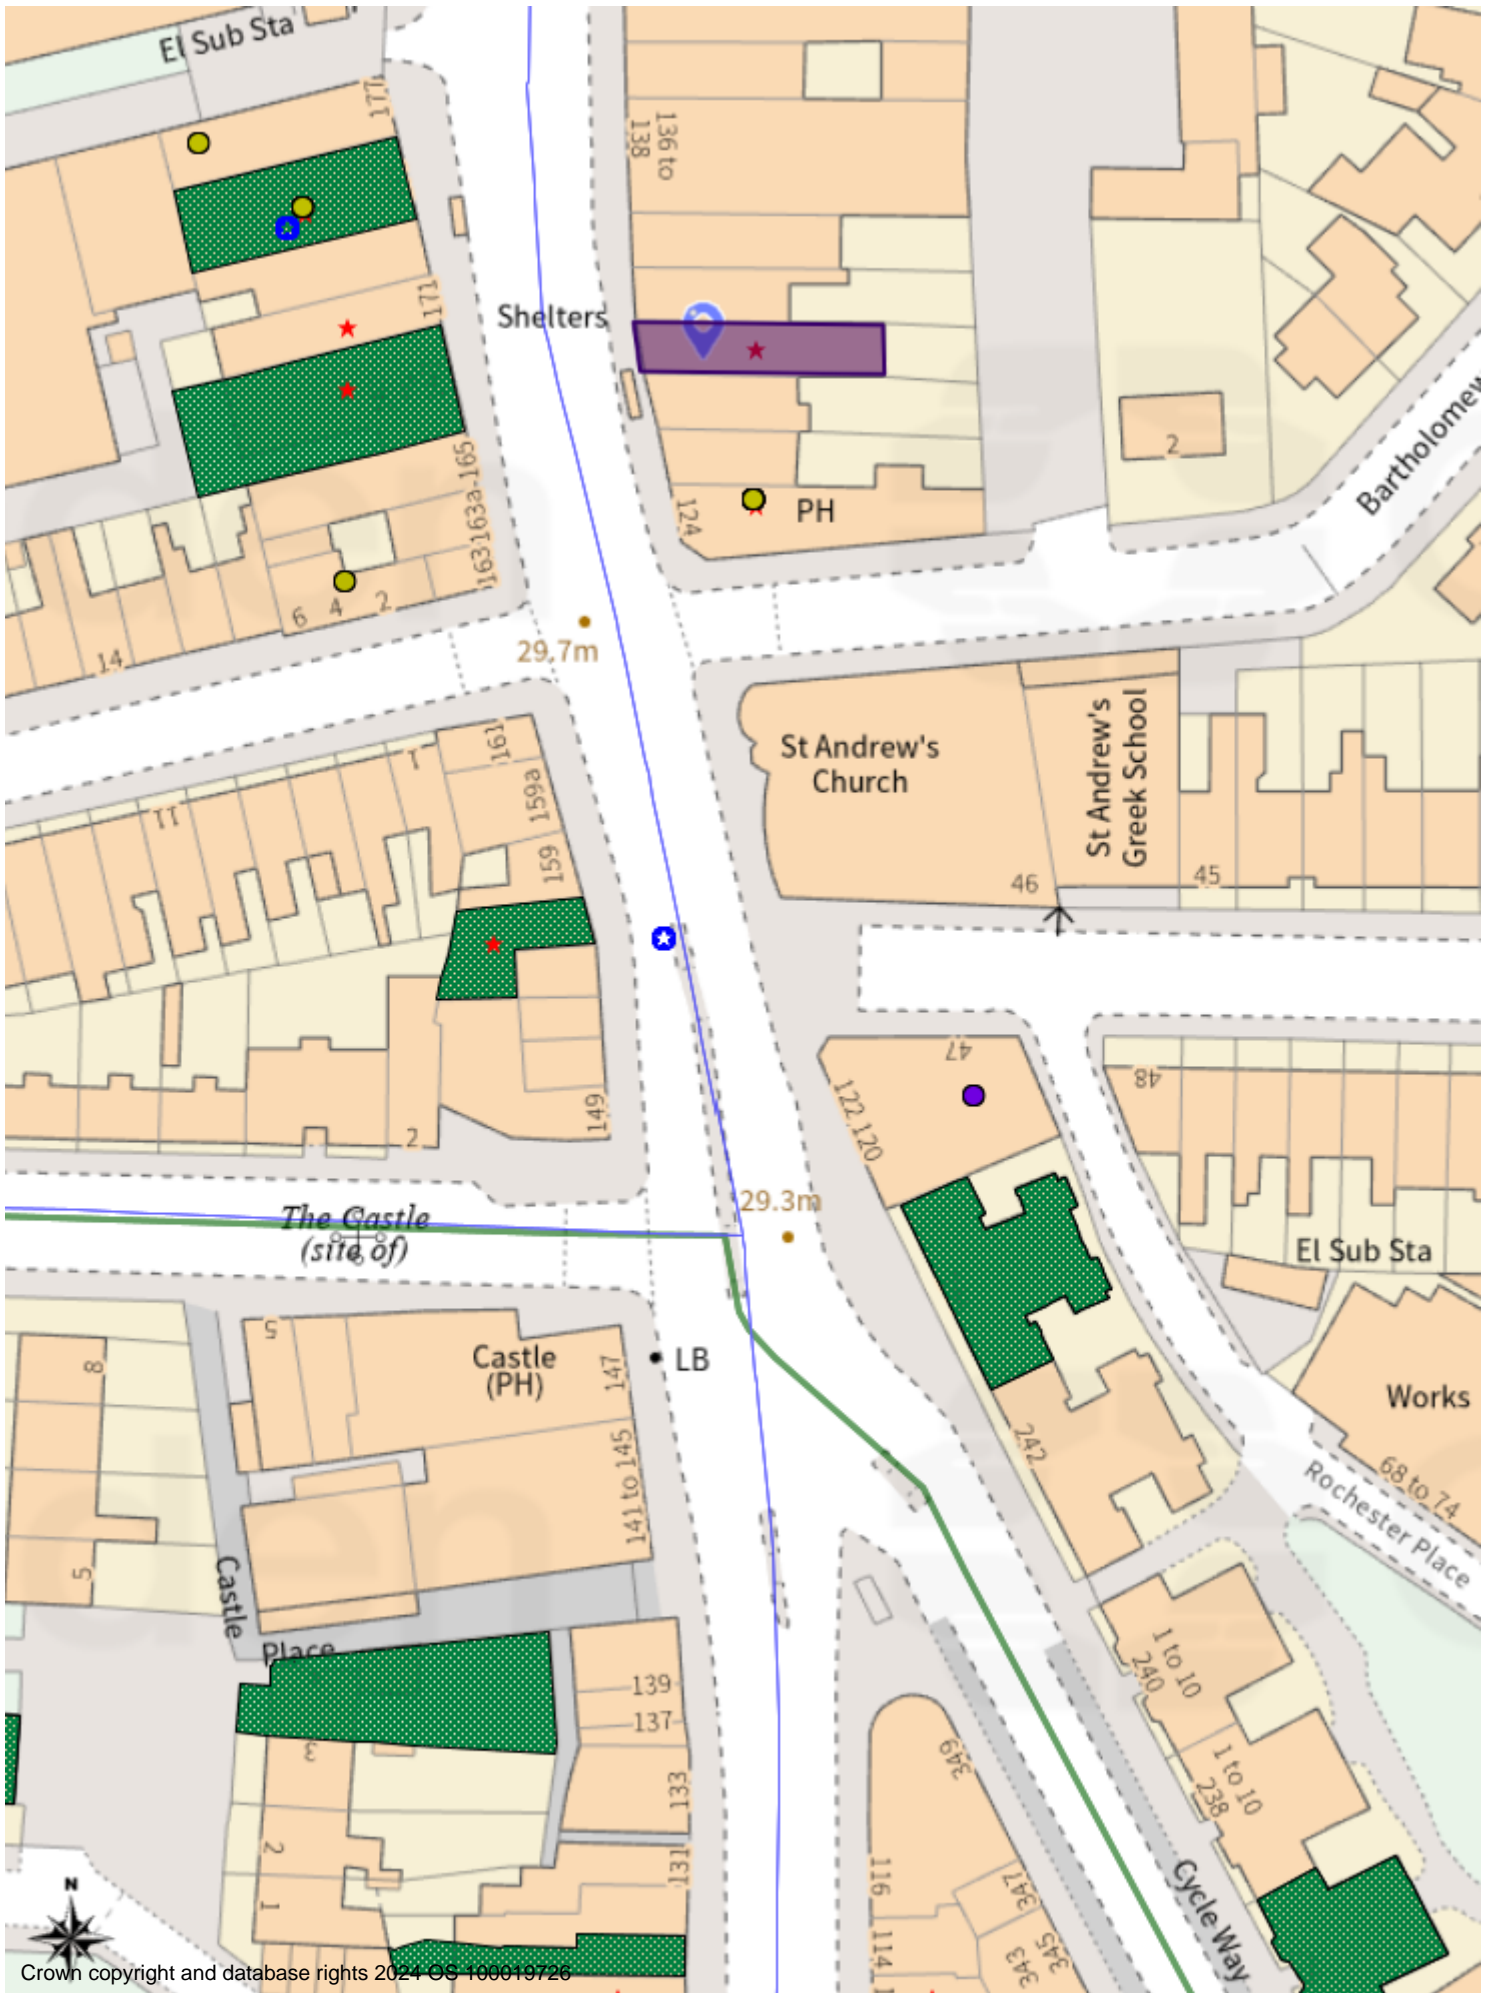 El Sub Sta
177
136 to
138
171
Shelters
163a-165
163
2
Bartholomew
124
PH
6
4
2
14
29.7m
161
159a
159
1
11
St Andrew's
Church
St Andrew's
Greek School
46
45
47
48
122,120
149
2
29.3m
The Castle
(site of)
El Sub Sta
5
8
Castle
(PH)
147
LB
242
Works
141 to 145
68 to 74
Rochester Place
5
Castle
Place
1 to 10
240
139
137
3
349
1 to 10
238
133
2
131
1
116
347
345
343
114
Cycle Way
N
Crown copyright and database rights 2024 OS 100019726